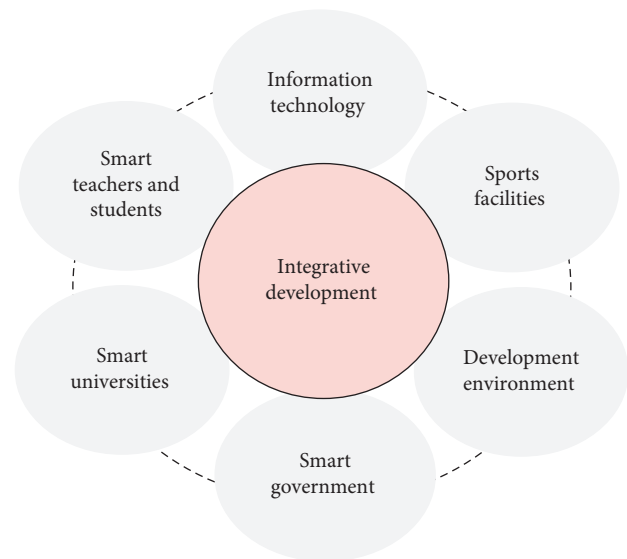 Information
technology
Sports
facilities
Development
environment
Smart
government
Smart
universities
Smart
teachers and
students
Integrative
development